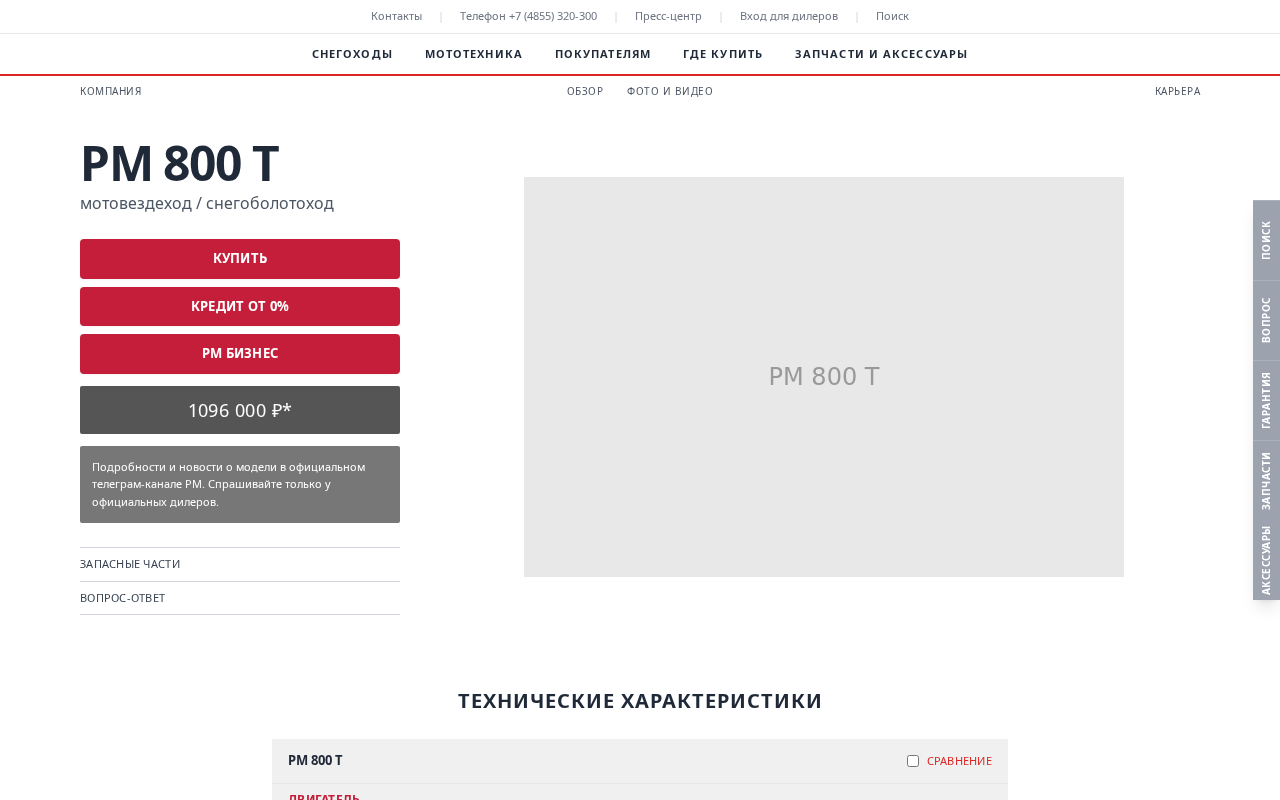 Контакты | Телефон +7 (4855) 320-300 | Пресс-центр | Вход для дилеров | Поиск
СНЕГОХОДЫ МОТОТЕХНИКА ПОКУПАТЕЛЯМ ГДЕ КУПИТЬ ЗАПЧАСТИ И АКСЕССУАРЫ
КОМПАНИЯ ОБЗОР ФОТО И ВИДЕО КАРЬЕРА
РМ 800 Т
мотовездеход / снегоболотоход
КУПИТЬ
КРЕДИТ ОТ 0%
РМ БИЗНЕС
1096 000 ₽*
Подробности и новости о модели в официальном
телеграм-канале РМ. Спрашивайте только у
официальных дилеров.
ЗАПАСНЫЕ ЧАСТИ
ВОПРОС-ОТВЕТ
РМ 800 Т
ПОИСК
ВОПРОС
ГАРАНТИЯ
ЗАПЧАСТИ
АКСЕССУАРЫ
ТЕХНИЧЕСКИЕ ХАРАКТЕРИСТИКИ
РМ 800 Т СРАВНЕНИЕ
ДВИГАТЕЛЬ